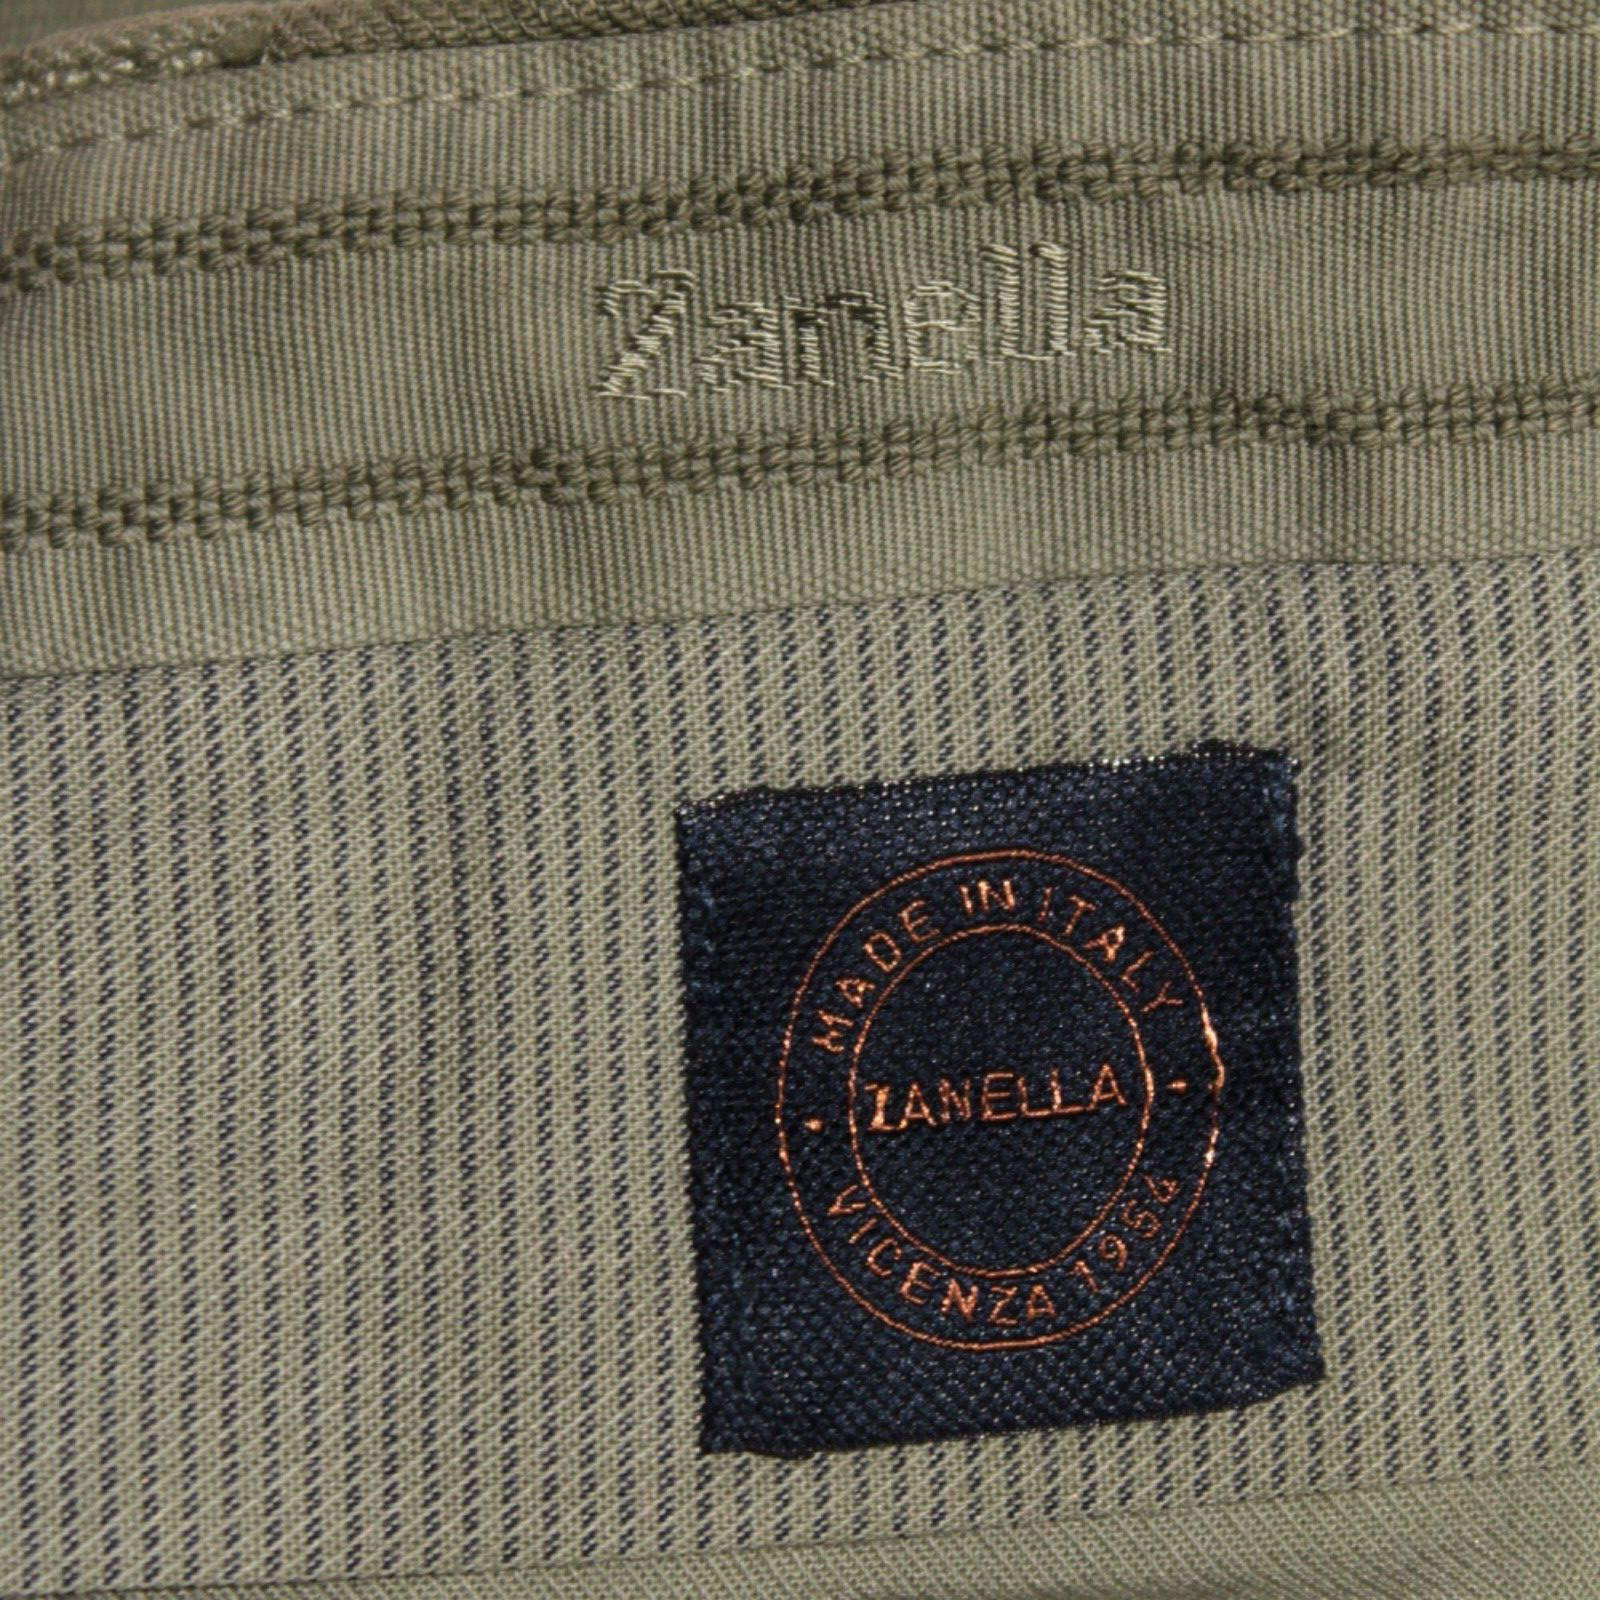 Zanella
MADE IN ITALY
ZANELLA
VICENZA 1954